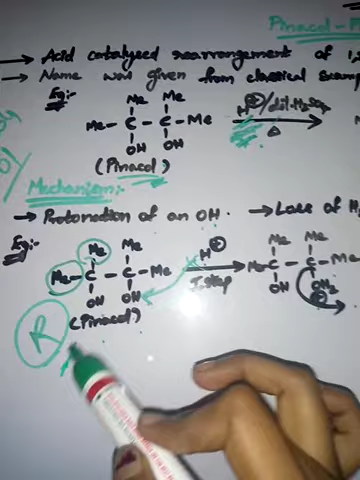 Pinacol-P
→ Acid catalysed rearrangement of 1,
→ Name was given from classical examp
Eg:-
Me Me
Me-C-C-Me
OH OH
(Pinacol)
H⊕/dil.H₂SO₄
Δ
Mechanism:-
→ Protonation of an OH. → Loss of H
Eg:-
Me Me
Me-C-C-Me
OH OH
(Pinacol)
H⊕
I.step
Me Me
Me-C-C-Me
OH OH₂
⊕
R